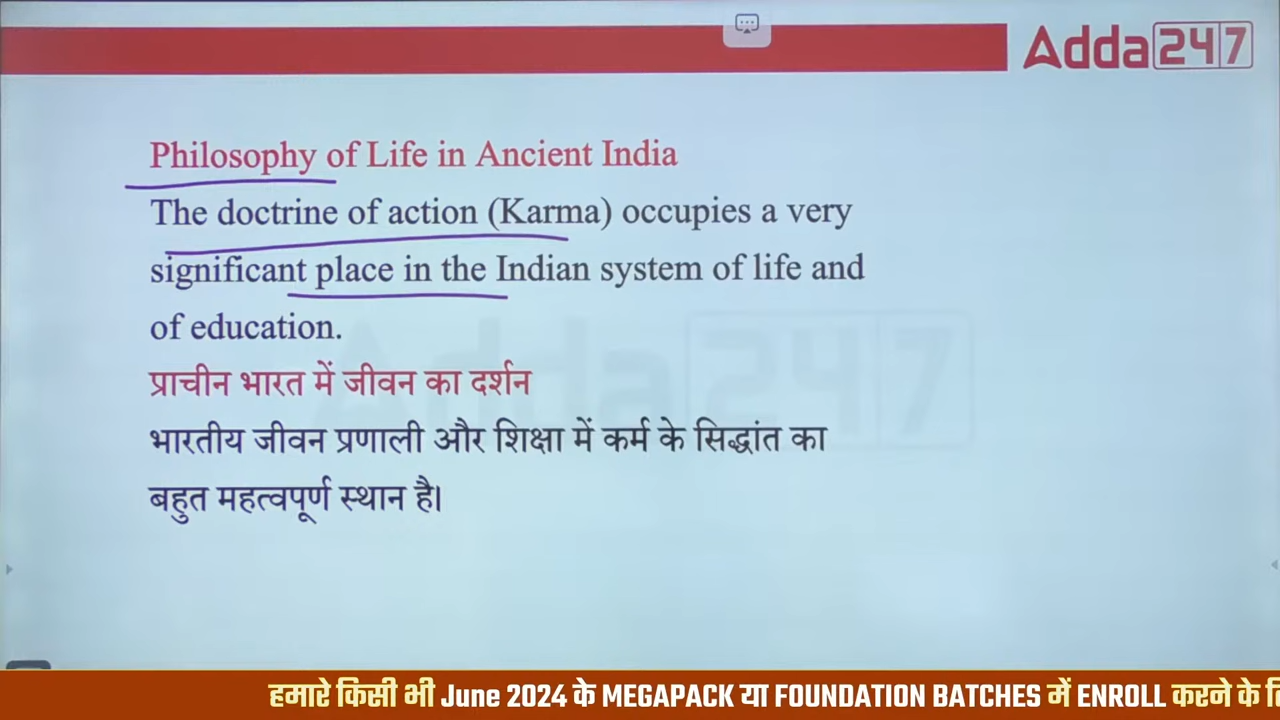 Adda247
Philosophy of Life in Ancient India
The doctrine of action (Karma) occupies a very
significant place in the Indian system of life and
of education.
प्राचीन भारत में जीवन का दर्शन
भारतीय जीवन प्रणाली और शिक्षा में कर्म के सिद्धांत का
बहुत महत्वपूर्ण स्थान है।
Adda247
हमारे किसी भी June 2024 के MEGAPACK या FOUNDATION BATCHES में ENROLL करने के